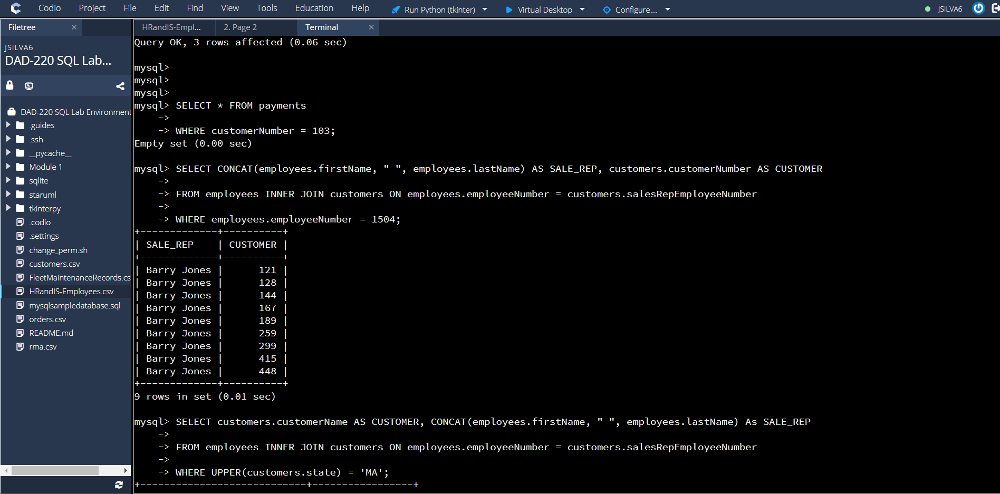 Codio Project File Edit Find View Tools Education Help Run Python (tkinter) Virtual Desktop Configure.... JSILVA6
Filetree ×
HRandIS-Empl... 2. Page 2 Terminal ×
JSILVA6
DAD-220 SQL Lab...
DAD-220 SQL Lab Environment
.guides
.ssh
__pycache__
Module 1
sqlite
staruml
tkinterpy
.codio
.settings
change_perm.sh
customers.csv
FleetMaintenanceRecords.cs
HRandIS-Employees.csv
mysqlsampledatabase.sql
orders.csv
README.md
rma.csv
Query OK, 3 rows affected (0.06 sec)
mysql>
mysql>
mysql>
mysql> SELECT * FROM payments
    ->
    -> WHERE customerNumber = 103;
Empty set (0.00 sec)
mysql> SELECT CONCAT(employees.firstName, " ", employees.lastName) AS SALE_REP, customers.customerNumber AS CUSTOMER
    ->
    -> FROM employees INNER JOIN customers ON employees.employeeNumber = customers.salesRepEmployeeNumber
    ->
    -> WHERE employees.employeeNumber = 1504;
+-------------+----------+
| SALE_REP    | CUSTOMER |
+-------------+----------+
| Barry Jones |      121 |
| Barry Jones |      128 |
| Barry Jones |      144 |
| Barry Jones |      167 |
| Barry Jones |      189 |
| Barry Jones |      259 |
| Barry Jones |      299 |
| Barry Jones |      415 |
| Barry Jones |      448 |
+-------------+----------+
9 rows in set (0.01 sec)
mysql> SELECT customers.customerName AS CUSTOMER, CONCAT(employees.firstName, " ", employees.lastName) As SALE_REP
    ->
    -> FROM employees INNER JOIN customers ON employees.employeeNumber = customers.salesRepEmployeeNumber
    ->
    -> WHERE UPPER(customers.state) = 'MA';
+----------------------------+-----------------+